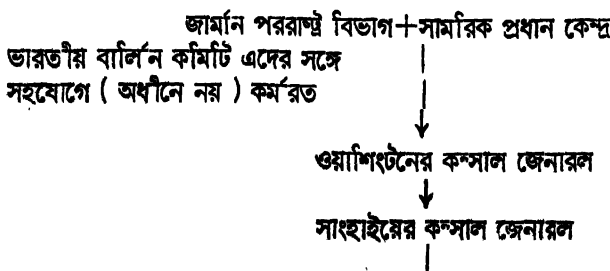 জার্মান পররাষ্ট্র বিভাগ+সামরিক প্রধান কেন্দ্র
ভারতীয় বার্লিন কমিটি এদের সঙ্গে
সহযোগে ( অধীনে নয় ) কর্মরত
ওয়াশিংটনের কন্সাল জেনারল
সাংহাইয়ের কন্সাল জেনারল